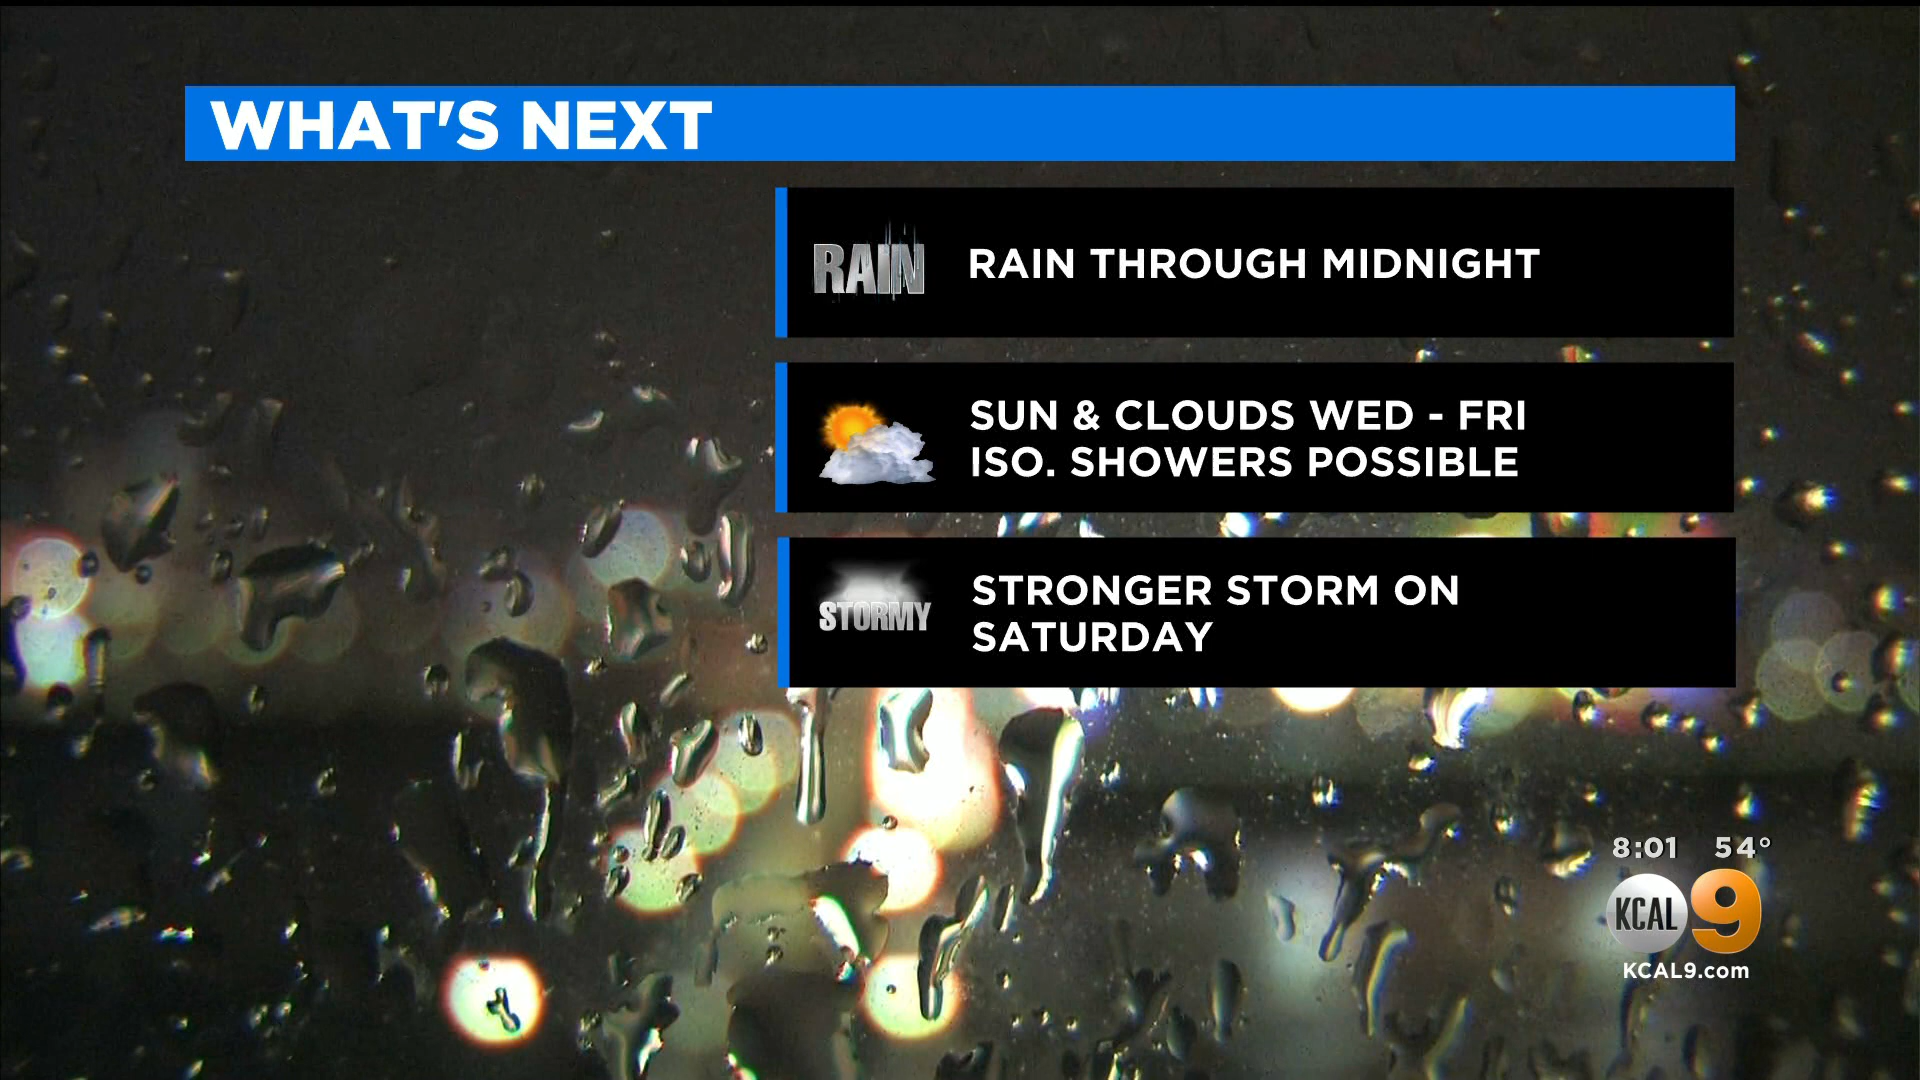 WHAT'S NEXT
RAIN
RAIN THROUGH MIDNIGHT
SUN & CLOUDS WED - FRI
ISO. SHOWERS POSSIBLE
STORMY
STRONGER STORM ON
SATURDAY
8:01 54°
KCAL 9
KCAL9.com